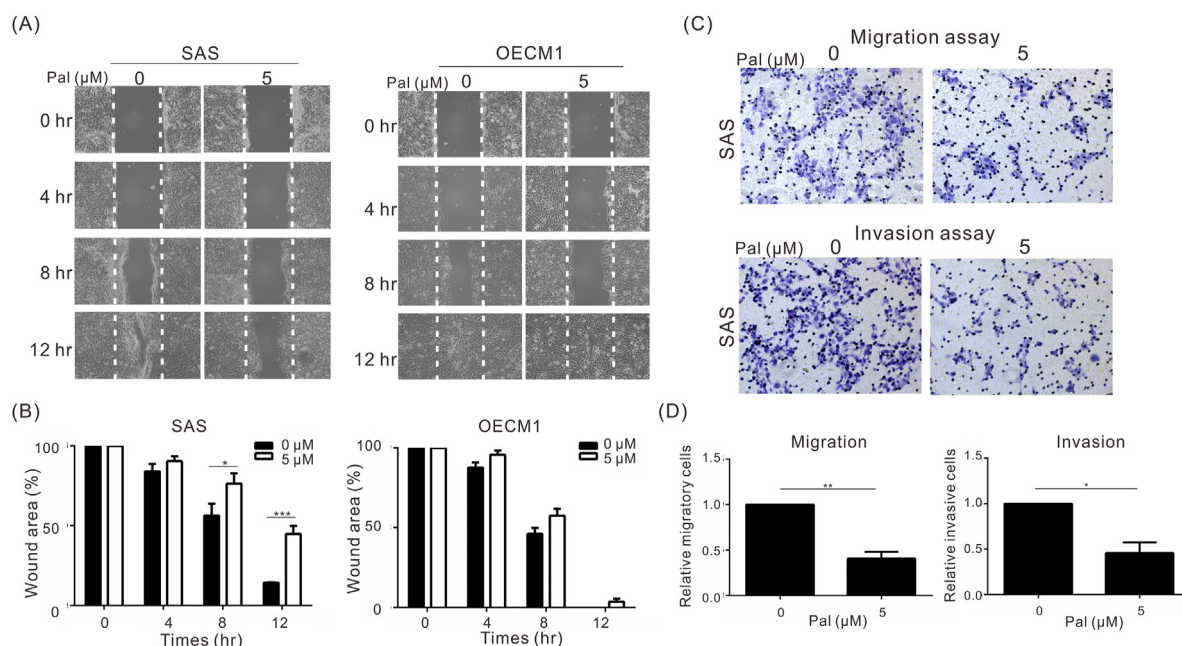 (A)
SAS
Pal (μM) 0 5
0 hr
4 hr
8 hr
12 hr
OECM1
Pal (μM) 0 5
0 hr
4 hr
8 hr
12 hr
(B)
SAS
0 μM
5 μM
Wound area (%)
100
50
0
*
***
0 4 8 12
Times (hr)
OECM1
0 μM
5 μM
Wound area (%)
100
50
0
0 4 8 12
Times (hr)
(C)
Migration assay
Pal (μM) 0 5
SAS
Invasion assay
Pal (μM) 0 5
SAS
(D)
Migration
Relative migratory cells
1.5
1.0
0.5
0.0
**
0 5
Pal (μM)
Invasion
Relative invasive cells
1.5
1.0
0.5
0.0
*
0 5
Pal (μM)